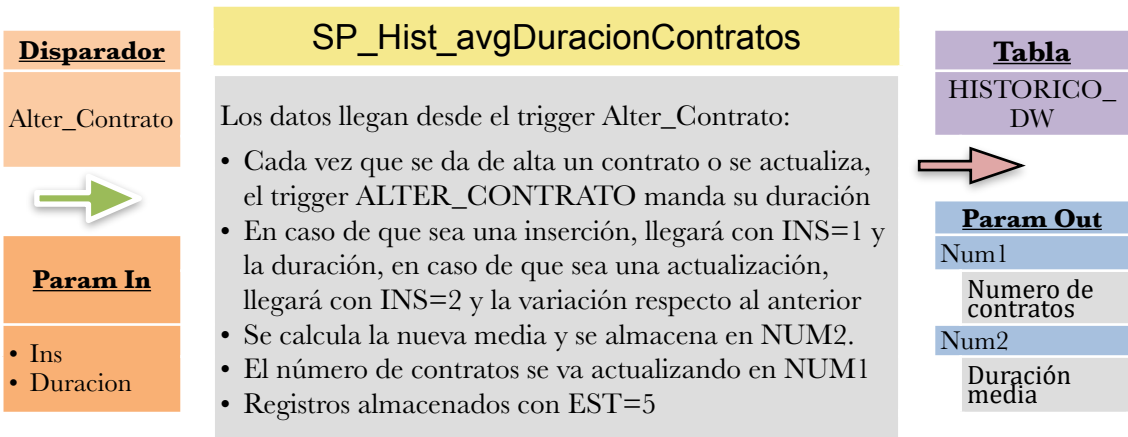 SP_Hist_avgDuracionContratos
Disparador
Alter_Contrato
Param In
• Ins
• Duracion
Los datos llegan desde el trigger Alter_Contrato:
• Cada vez que se da de alta un contrato o se actualiza,
el trigger ALTER_CONTRATO manda su duración
• En caso de que sea una inserción, llegará con INS=1 y
la duración, en caso de que sea una actualización,
llegará con INS=2 y la variación respecto al anterior
• Se calcula la nueva media y se almacena en NUM2.
• El número de contratos se va actualizando en NUM1
• Registros almacenados con EST=5
Tabla
HISTORICO_
DW
Param Out
Num1
Numero de
contratos
Num2
Duración
media